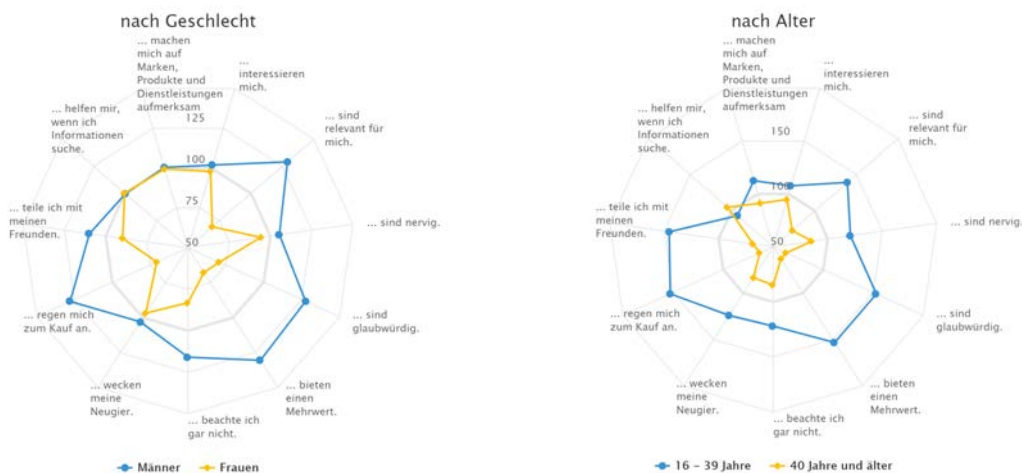 nach Geschlecht
... machen
mich auf
Marken,
Produkte und
Dienstleistungen
aufmerksam
... interessieren
mich.
... sind
relevant für
mich.
... sind nervig.
... sind
glaubwürdig.
... bieten
einen
Mehrwert.
... beachte ich
gar nicht.
... wecken
meine
Neugier.
... regen mich
zum Kauf an.
... teile ich mit
meinen
Freunden.
... helfen mir,
wenn ich
Informationen
suche.
125
100
75
50
Männer
Frauen
nach Alter
... machen
mich auf
Marken,
Produkte und
Dienstleistungen
aufmerksam
...
interessieren
mich.
... sind
relevant für
mich.
... sind nervig.
... sind
glaubwürdig.
... bieten
einen
Mehrwert.
... beachte ich
gar nicht.
... wecken
meine
Neugier.
... regen mich
zum Kauf an.
... teile ich mit
meinen
Freunden.
... helfen mir,
wenn ich
Informationen
suche.
150
100
50
16 – 39 Jahre
40 Jahre und älter